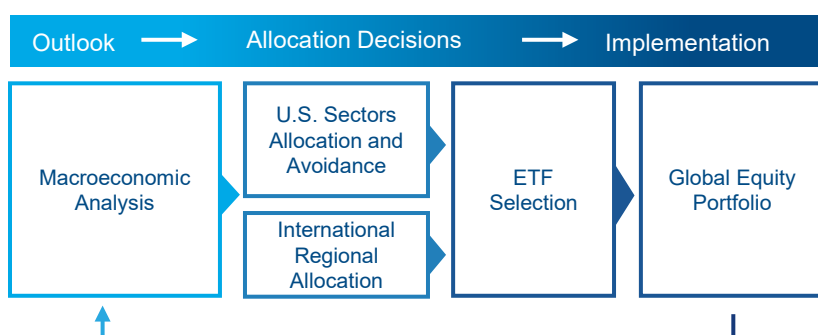 Outlook
Allocation Decisions
Implementation
Macroeconomic
Analysis
U.S. Sectors
Allocation and
Avoidance
International
Regional
Allocation
ETF
Selection
Global Equity
Portfolio